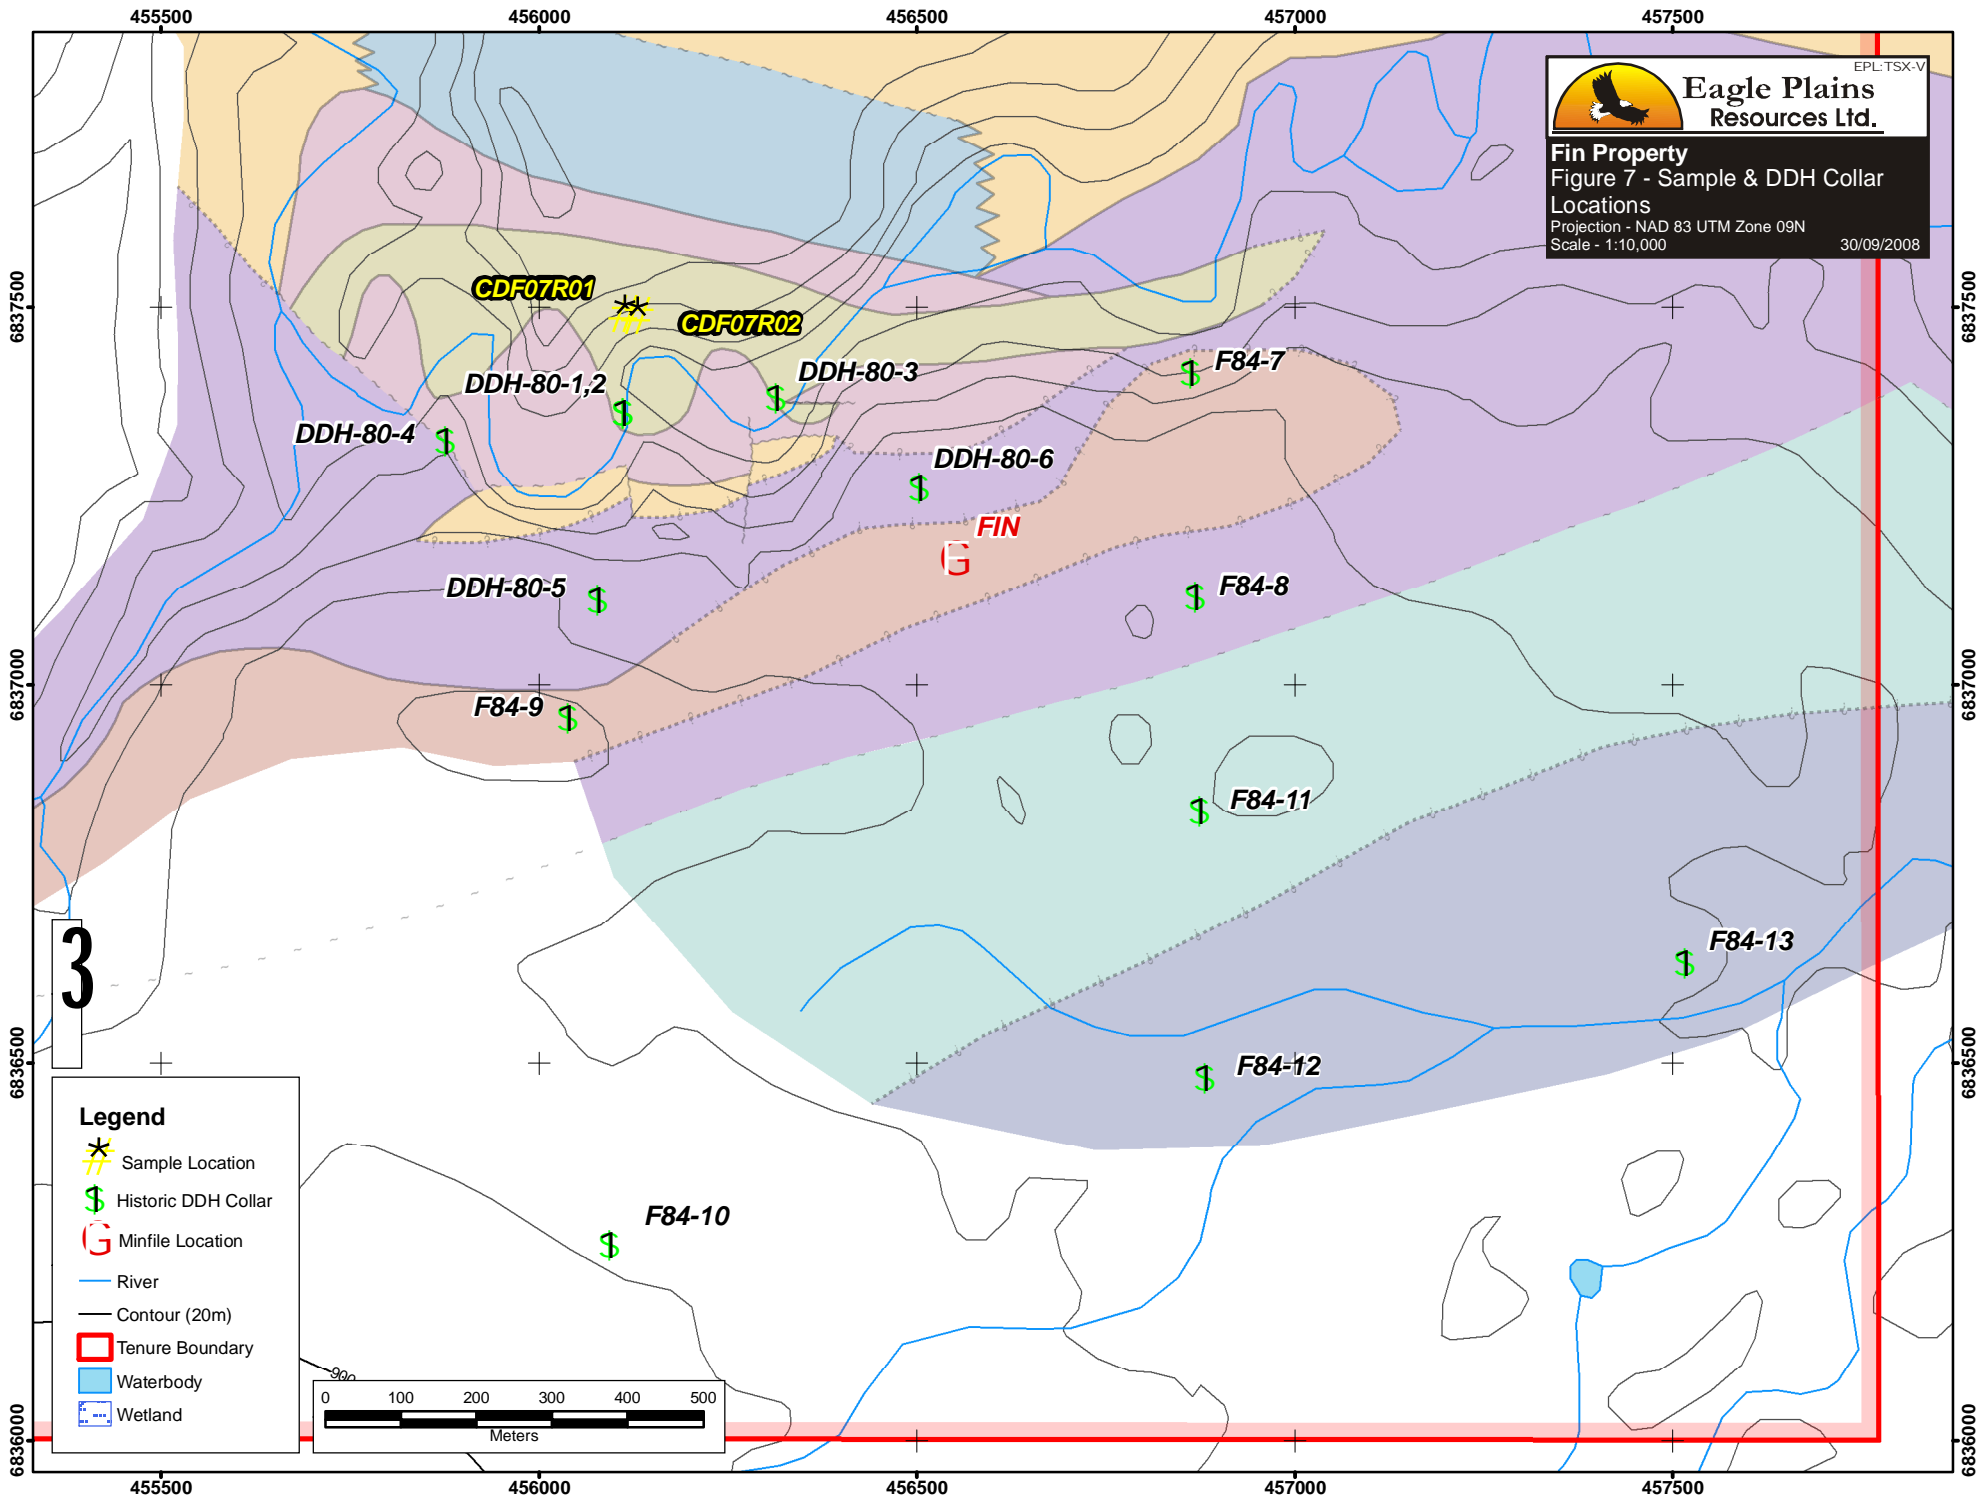 455500 456000 456500 457000 457500
EPL:TSX-V
Eagle Plains
Resources Ltd.
Fin Property
Figure 7 - Sample & DDH Collar
Locations
Projection - NAD 83 UTM Zone 09N
Scale - 1:10,000 30/09/2008
6837500 6837500
CDF07R01
CDF07R02
F84-7
DDH-80-3
DDH-80-1,2
DDH-80-4
DDH-80-6
FIN
DDH-80-5
F84-8
6837000 6837000
F84-9
F84-11
F84-13
3
6836500 6836500
F84-12
F84-10
Legend
Sample Location
Historic DDH Collar
Minfile Location
River
Contour (20m)
Tenure Boundary
Waterbody
Wetland
900
0 100 200 300 400 500
Meters
6836000 6836000
455500 456000 456500 457000 457500